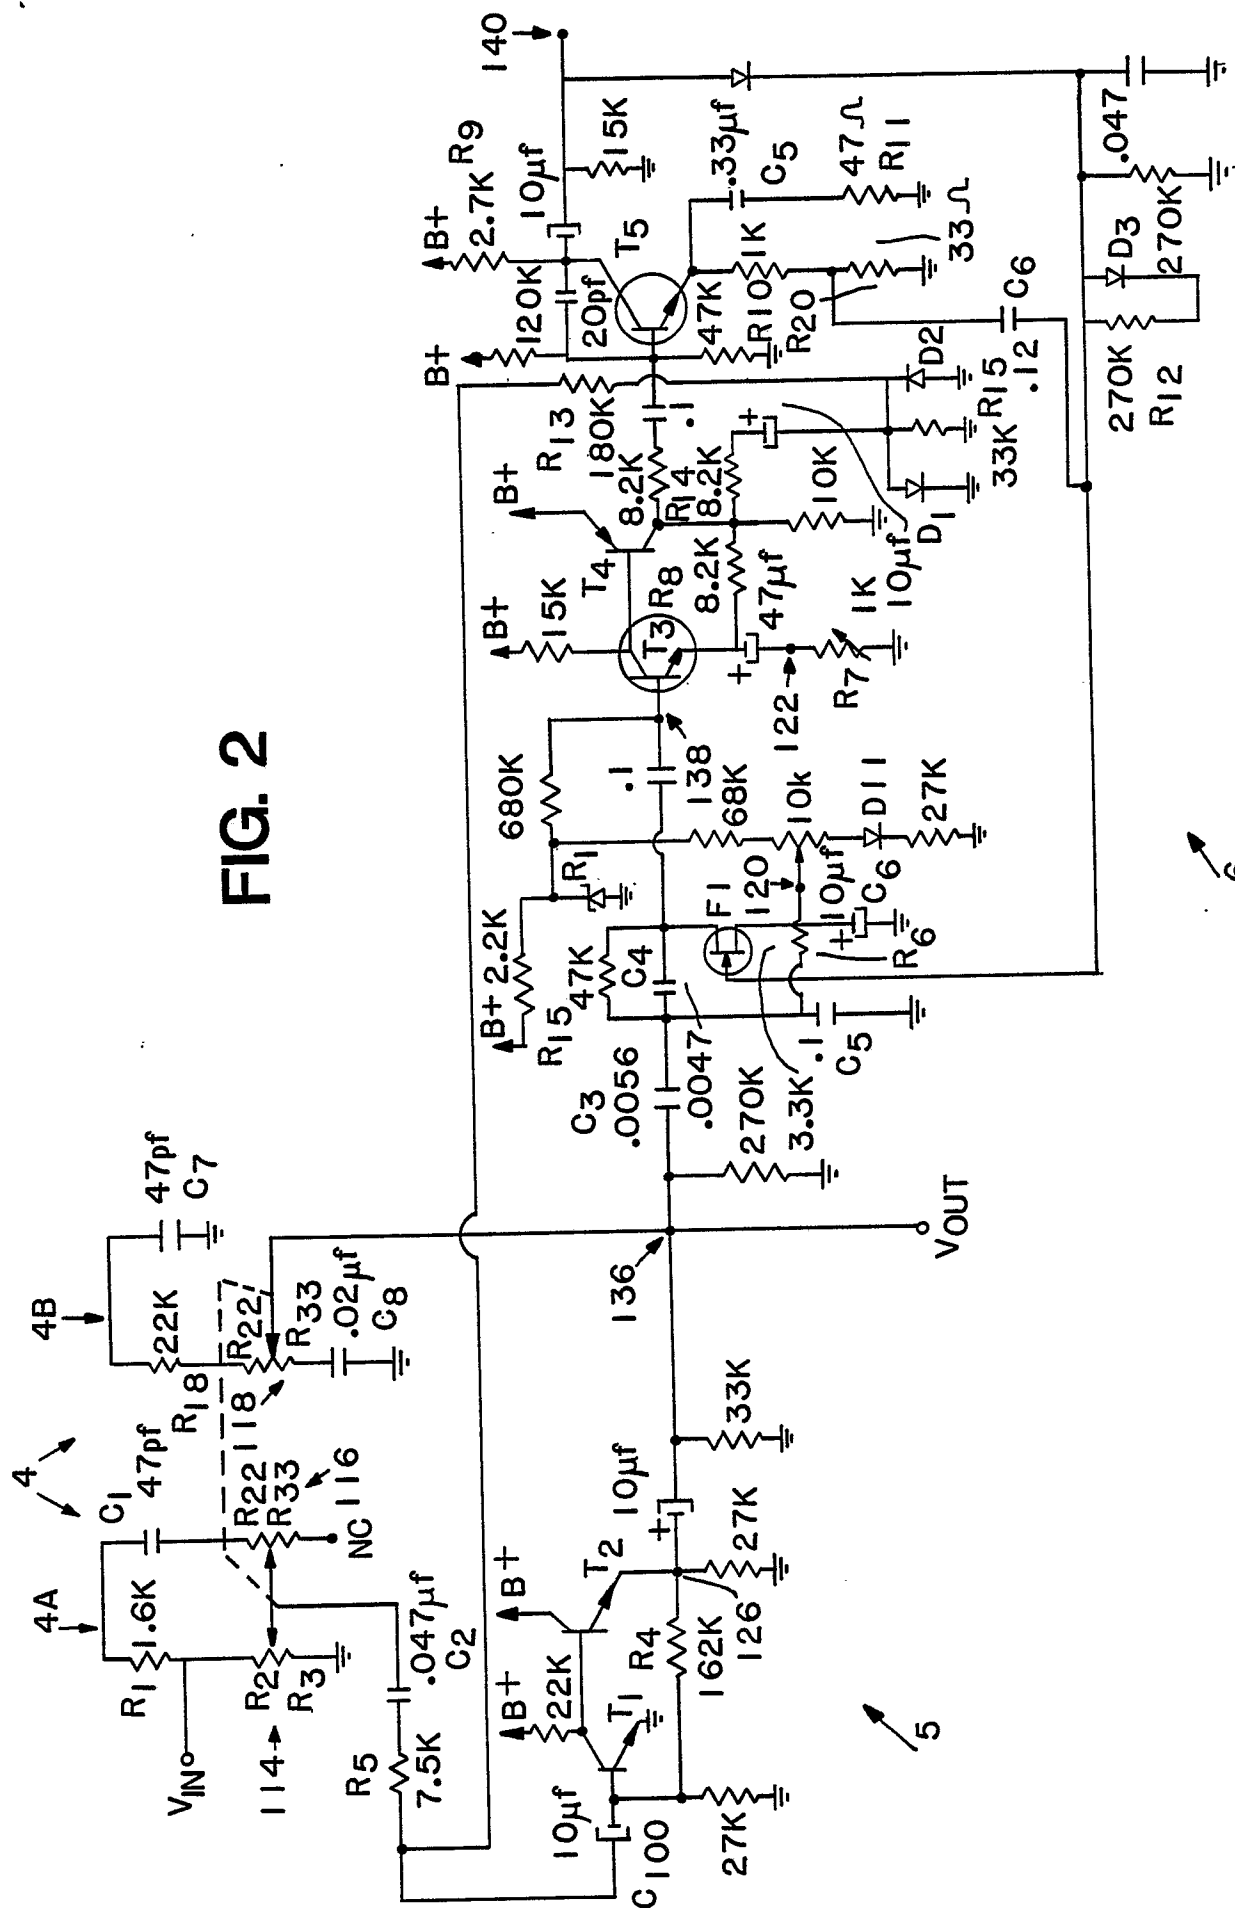 FIG. 2
4
4A
4B
R1
1.6K
C1
47pf
R18
22K
47pf
C7
VIN
114
R2
R3
R22
R33
NC
116
118
R22
R33
.02µf
C8
R5
7.5K
.047µf
C2
10µf
C100
B+
22K
T1
27K
B+
T2
R4
162K
126
27K
+
10µf
33K
5
136
VOUT
270K
C3
.0056
.0047
C4
47K
3.3K
.1
C5
R6
B+
2.2K
R15
R1
680K
.1
138
68K
10k
D11
27K
F1
120
10µf
+
C6
B+
15K
T3
R8
8.2K
47µf
+
122
R7
1K
B+
T4
8.2K
R14
8.2K
10K
10µf
+
D1
33K
R15
D2
R13
180K
.1
B+
120K
20pf
B+
2.7K
R9
10µf
T5
47K
R10
1K
R20
33Ω
.33µf
C5
47Ω
R11
15K
140
C6
.12
270K
R12
D3
270K
.047